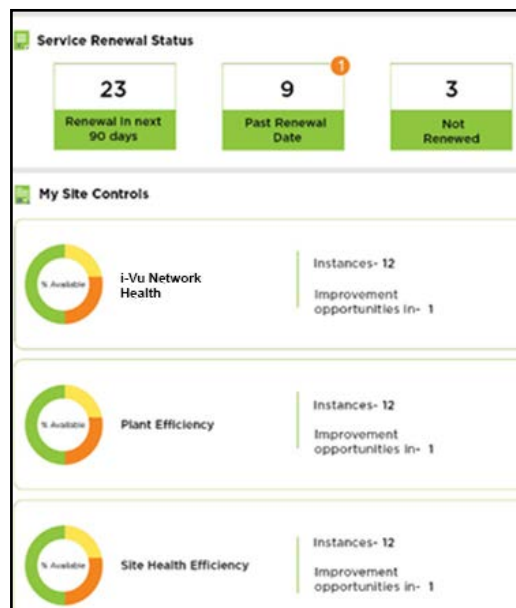 Service Renewal Status
1
23
9
3
Renewal in next
90 days
Past Renewal
Date
Not
Renewed
My Site Controls
% Available
i-Vu Network
Health
Instances- 12
Improvement
opportunities in- 1
% Available
Plant Efficiency
Instances- 12
Improvement
opportunities in- 1
% Available
Site Health Efficiency
Instances- 12
Improvement
opportunities in- 1